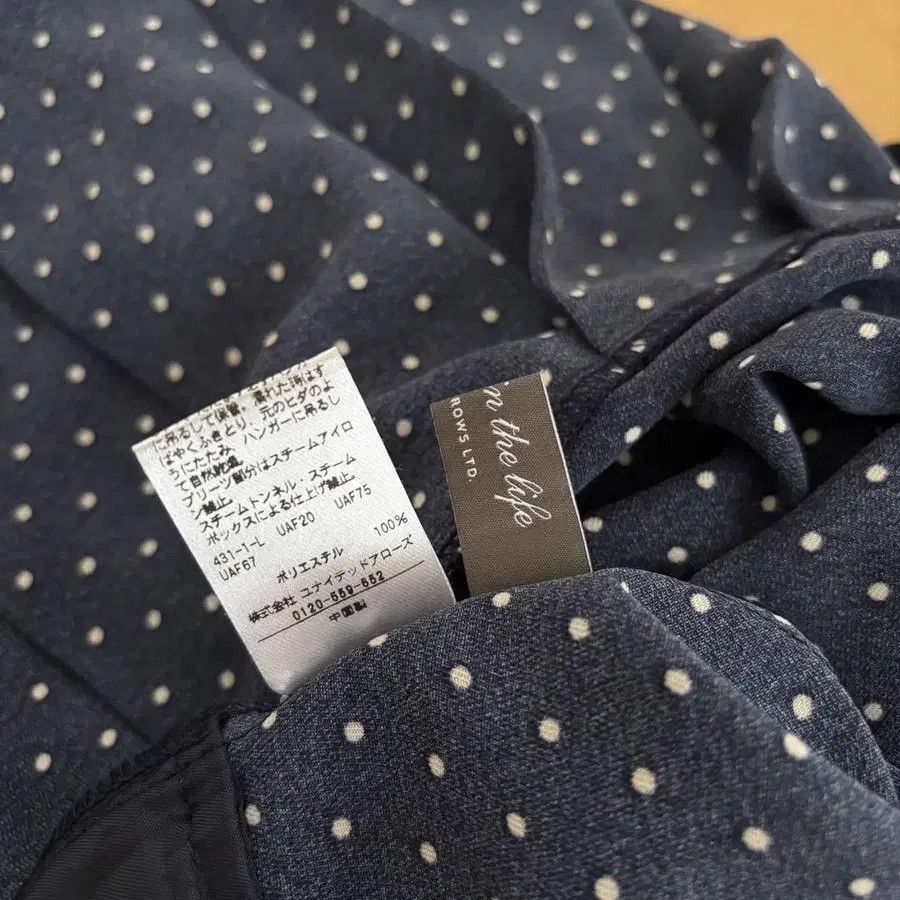 に吊るして保管。濡れた時はす
ばやくふきとり、元のヒダのよ
うにたたみ、ハンガーに吊るし
て自然乾燥。
プリーツ部分はスチームアイロ
ン禁止。
スチームトンネル・スチーム
ボックスによる仕上げ禁止。
431-1-L UAF20 UAF75
UAF67
ポリエステル 100%
株式会社 ユナイテッドアローズ
0120-559-652
中国製
in the life
ROWS LTD.